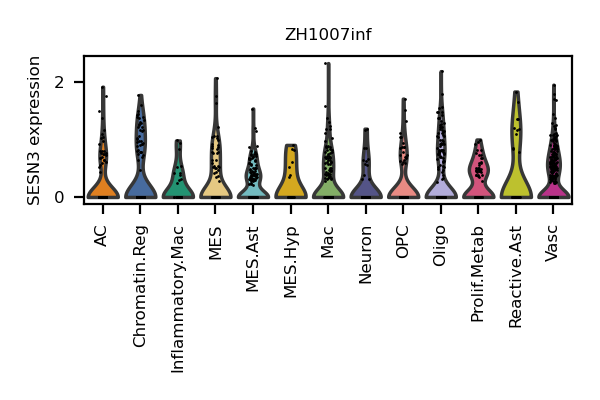 ZH1007inf
SESN3 expression
2
0
AC
Chromatin.Reg
Inflammatory.Mac
MES
MES.Ast
MES.Hyp
Mac
Neuron
OPC
Oligo
Prolif.Metab
Reactive.Ast
Vasc